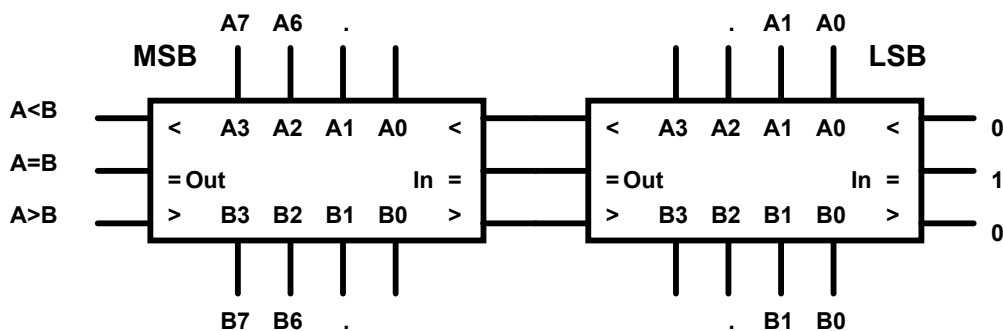 A7 A6 . . A1 A0
MSB LSB
A<B < A3 A2 A1 A0 < < A3 A2 A1 A0 < 0
A=B = Out In = = Out In = 1
A>B > B3 B2 B1 B0 > > B3 B2 B1 B0 > 0
B7 B6 . . B1 B0